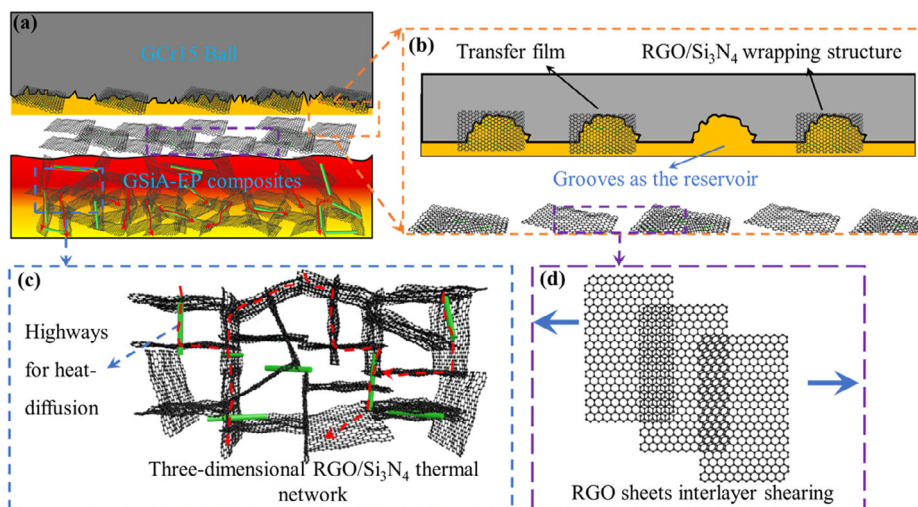 (a)
GCr15 Ball
GSiA-EP composites
(b)
Transfer film
RGO/Si₃N₄ wrapping structure
Grooves as the reservoir
(c)
Highways
for heat-
diffusion
Three-dimensional RGO/Si₃N₄ thermal
network
(d)
RGO sheets interlayer shearing